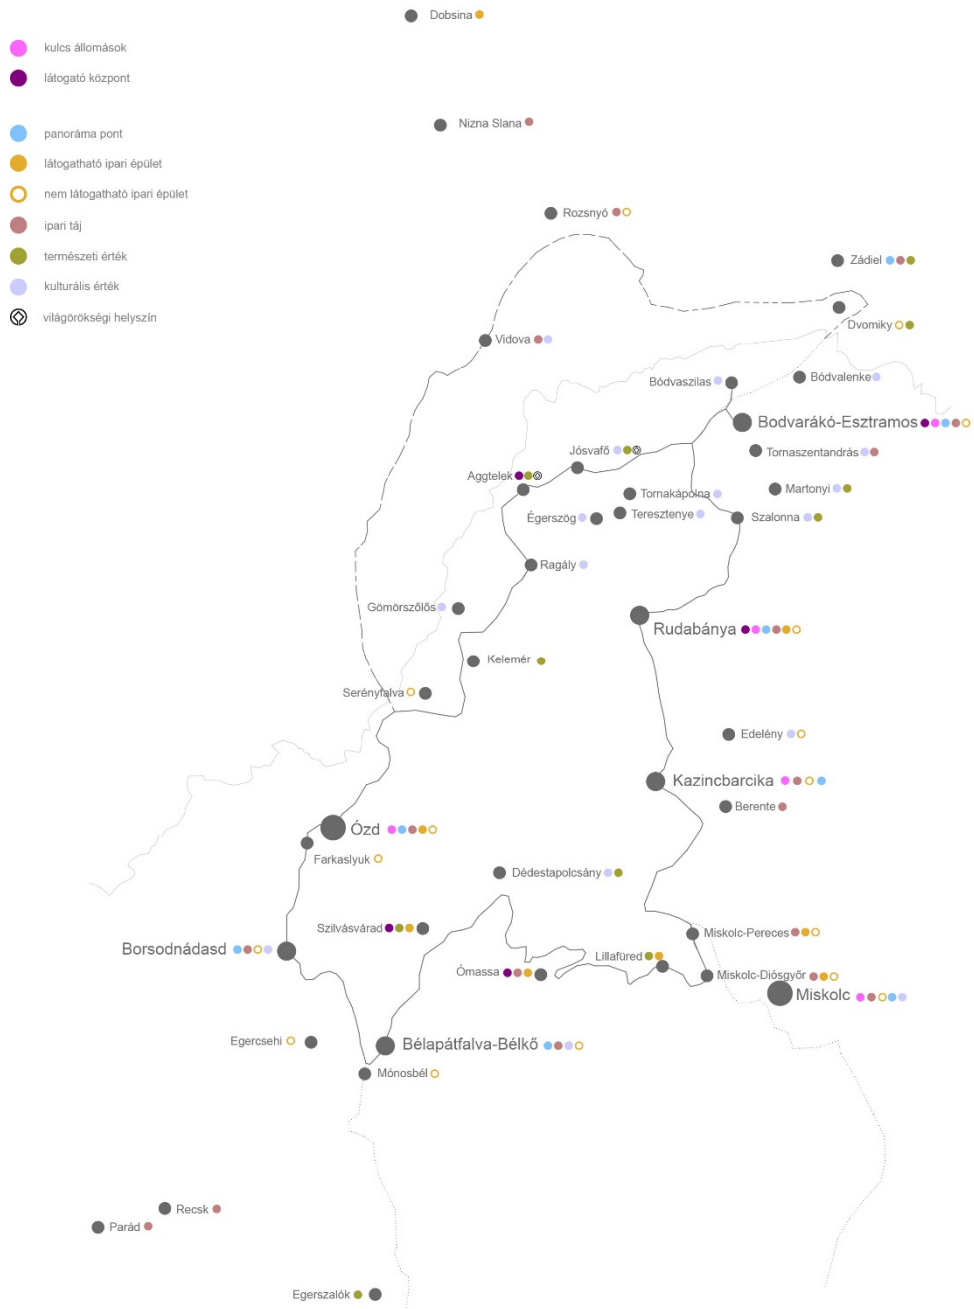 Dobsina
kulcs állomások
látogató központ
Nizna Slana
panoráma pont
látogatható ipari épület
nem látogatható ipari épület
Rozsnyó
ipari táj
természeti érték
Zádiel
kulturális érték
világörökségi helyszín
Dvorniky
Vidova
Bódvaszilas
Bódvalenke
Bodvarákó-Esztramos
Jósvafő
Tornaszentandrás
Aggtelek
Tornakápolna
Martonyi
Égerszög
Teresztenye
Szalonna
Ragály
Gömörszőlős
Rudabánya
Kelemér
Serényfalva
Edelény
Kazincbarcika
Berente
Ózd
Farkaslyuk
Dédestapolcsány
Szilvásvárad
Miskolc-Pereces
Borsodnádasd
Lillafüred
Ómassa
Miskolc-Diósgyőr
Miskolc
Egercsehi
Bélapátfalva-Bélkő
Mónosbél
Recsk
Parád
Egerszalók